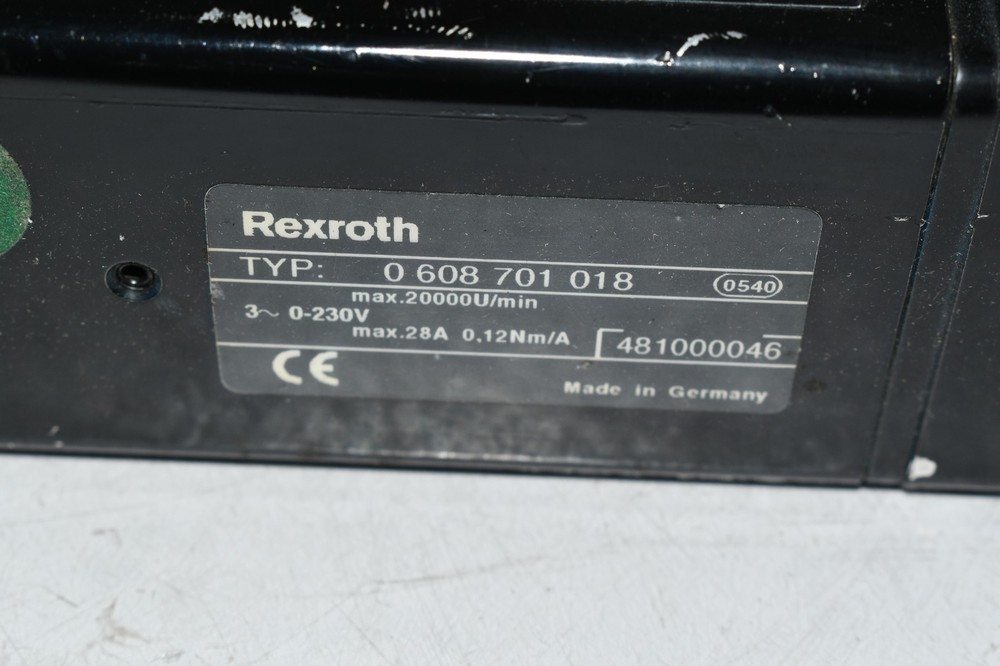 Rexroth
TYP: 0 608 701 018 0540
max.20000U/min
3~ 0-230V
max.28A 0,12Nm/A 481000046
CE Made in Germany